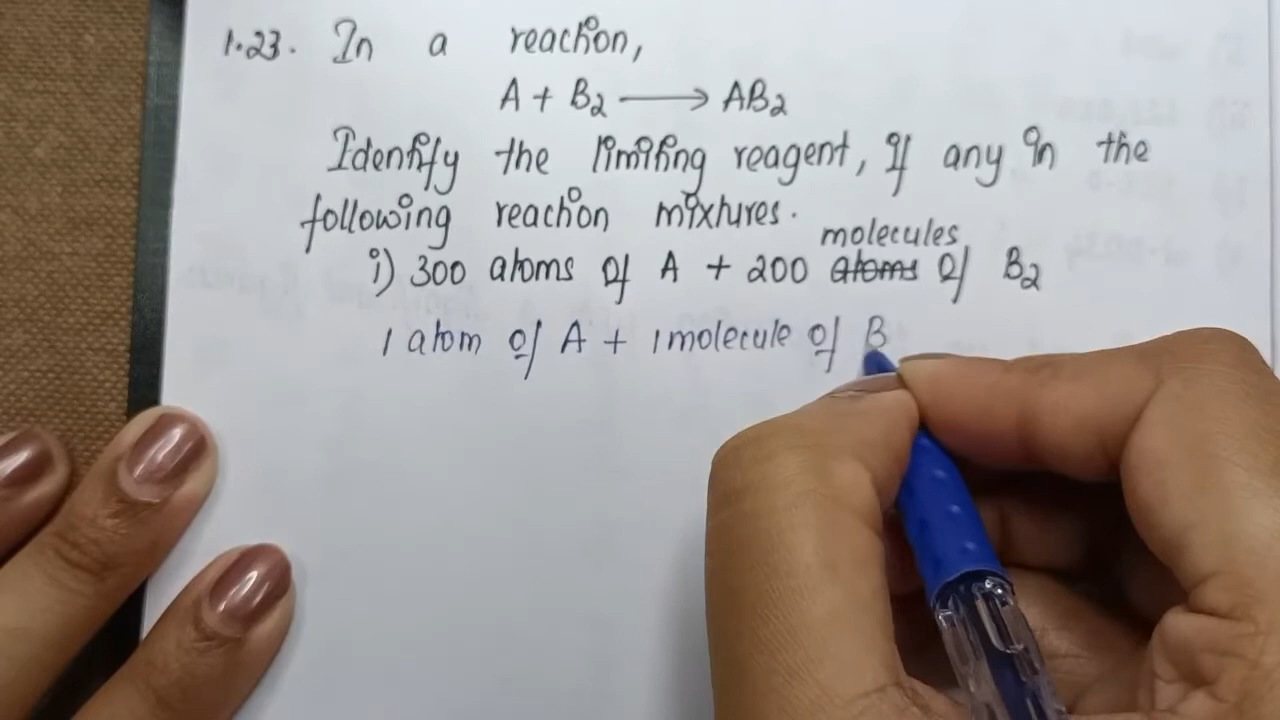 1.23. In a reaction,
A + B2 ⟶ AB2
Identify the limiting reagent, if any in the
following reaction mixtures.
molecules
i) 300 atoms of A + 200 atoms of B2
1 atom of A + 1 molecule of B